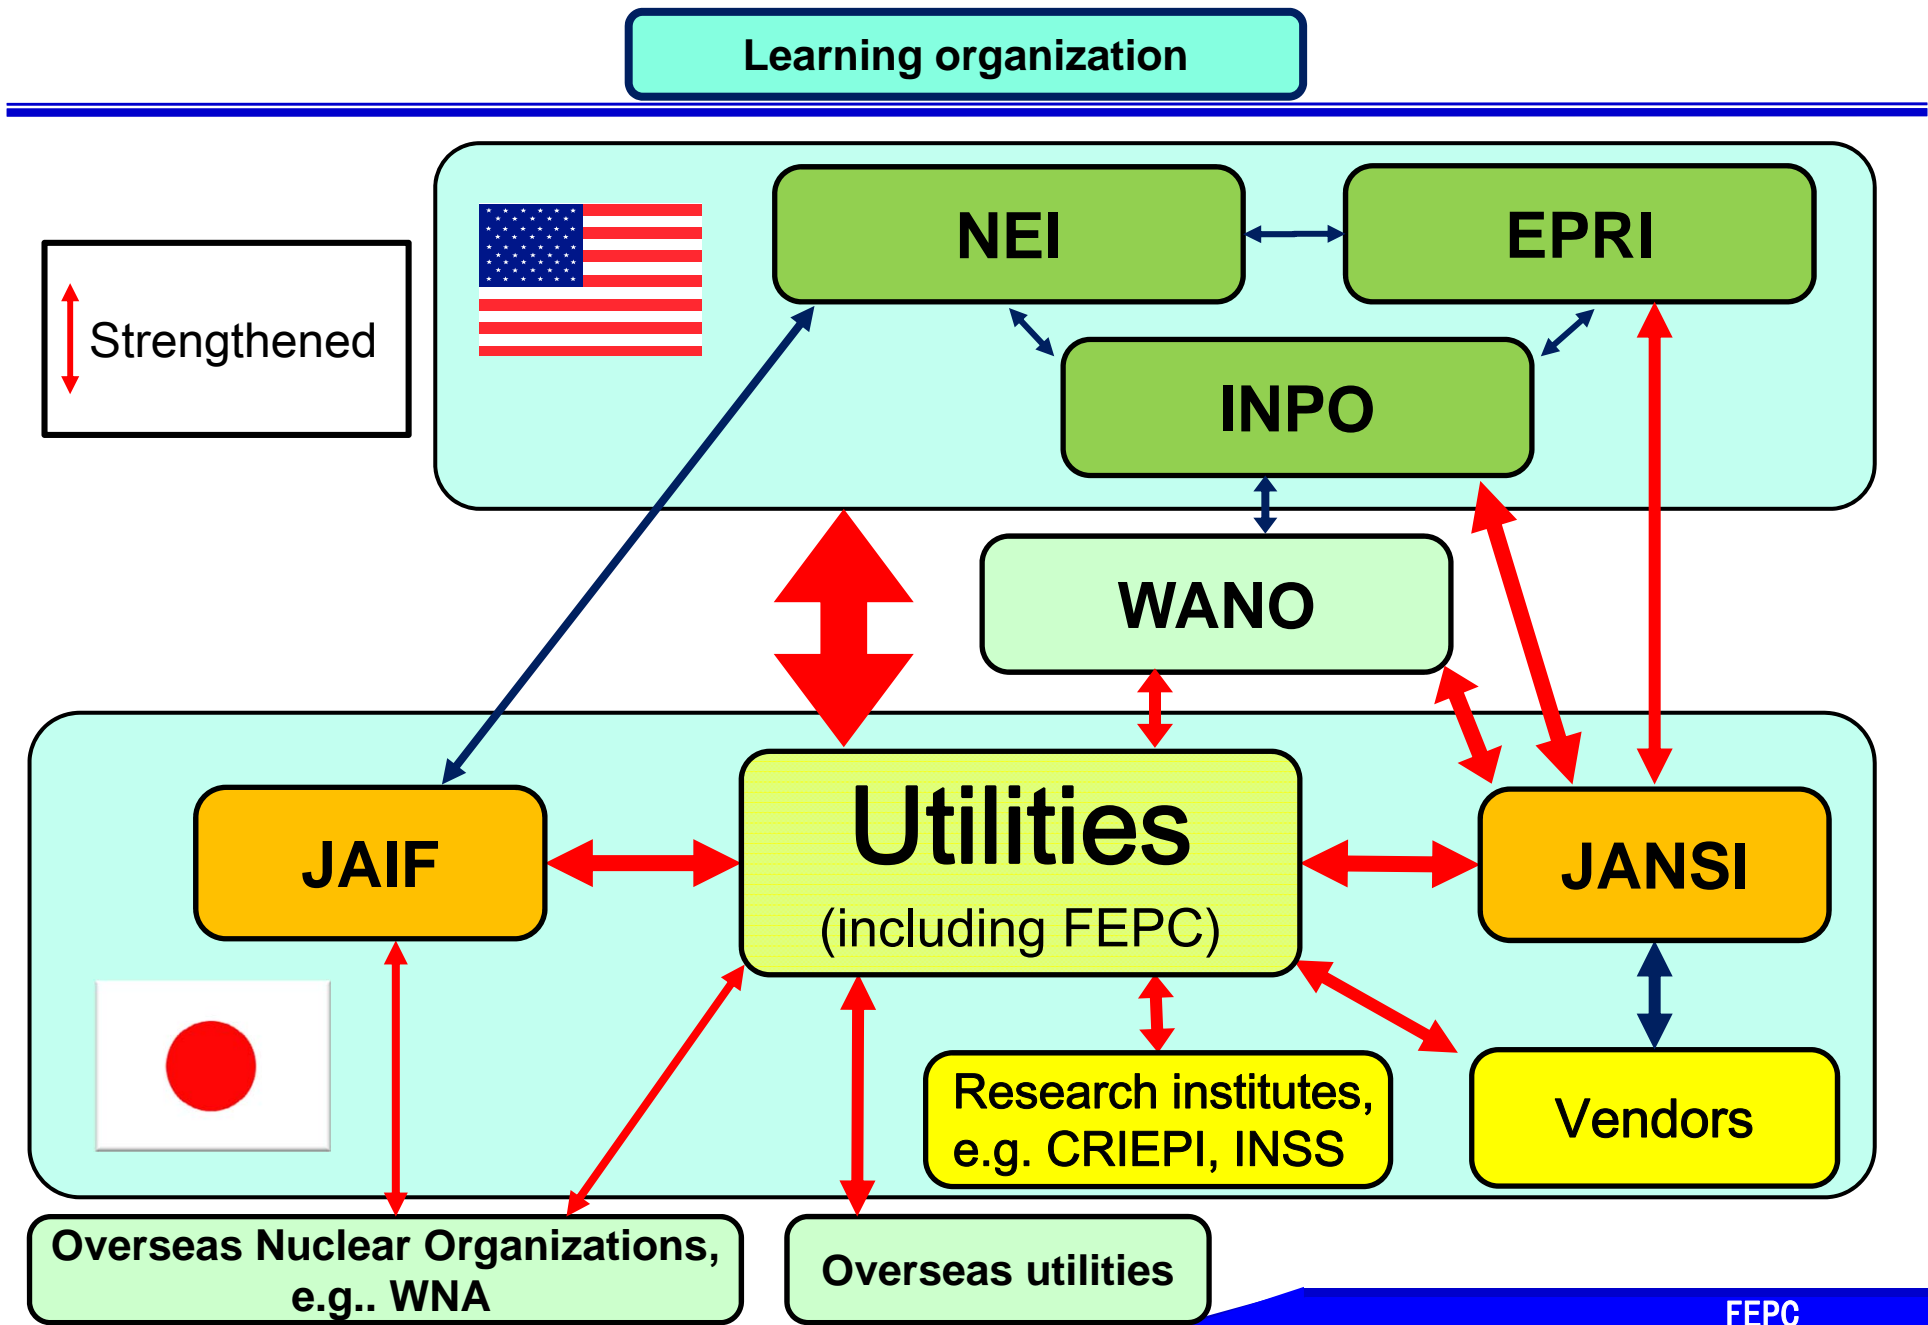 Learning organization
NEI
EPRI
Strengthened
INPO
WANO
Utilities
(including FEPC)
JAIF
JANSI
Research institutes,
e.g. CRIEPI, INSS
Vendors
Overseas Nuclear Organizations,
e.g.. WNA
Overseas utilities
FEPC